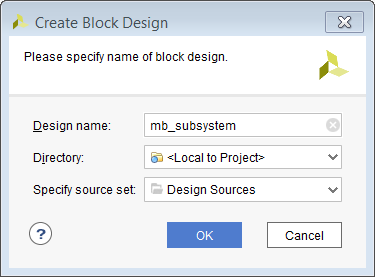 Create Block Design
Please specify name of block design.
Design name: mb_subsystem
Directory: <Local to Project>
Specify source set: Design Sources
? OK Cancel